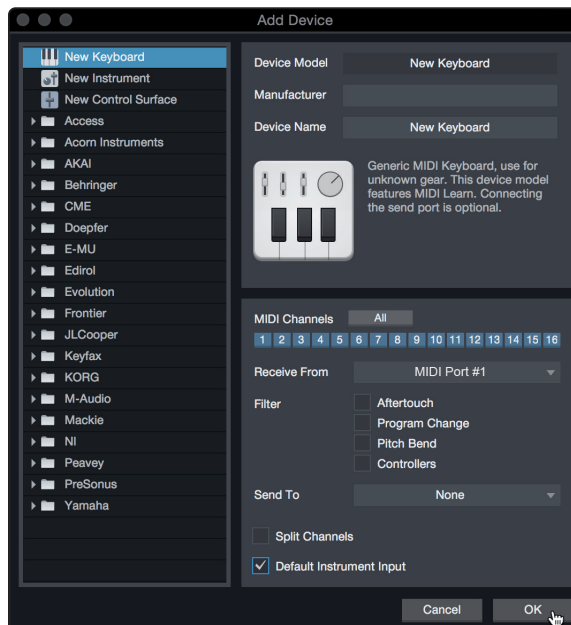 Add Device
New Keyboard
New Instrument
New Control Surface
Access
Acorn Instruments
AKAI
Behringer
CME
Doepfer
E-MU
Edirol
Evolution
Frontier
JLCooper
Keyfax
KORG
M-Audio
Mackie
NI
Peavey
PreSonus
Yamaha
Device Model New Keyboard
Manufacturer
Device Name New Keyboard
Generic MIDI Keyboard, use for
unknown gear. This device model
features MIDI Learn. Connecting
the send port is optional.
MIDI Channels All
1 2 3 4 5 6 7 8 9 10 11 12 13 14 15 16
Receive From MIDI Port #1
Filter Aftertouch
Program Change
Pitch Bend
Controllers
Send To None
Split Channels
Default Instrument Input
Cancel OK